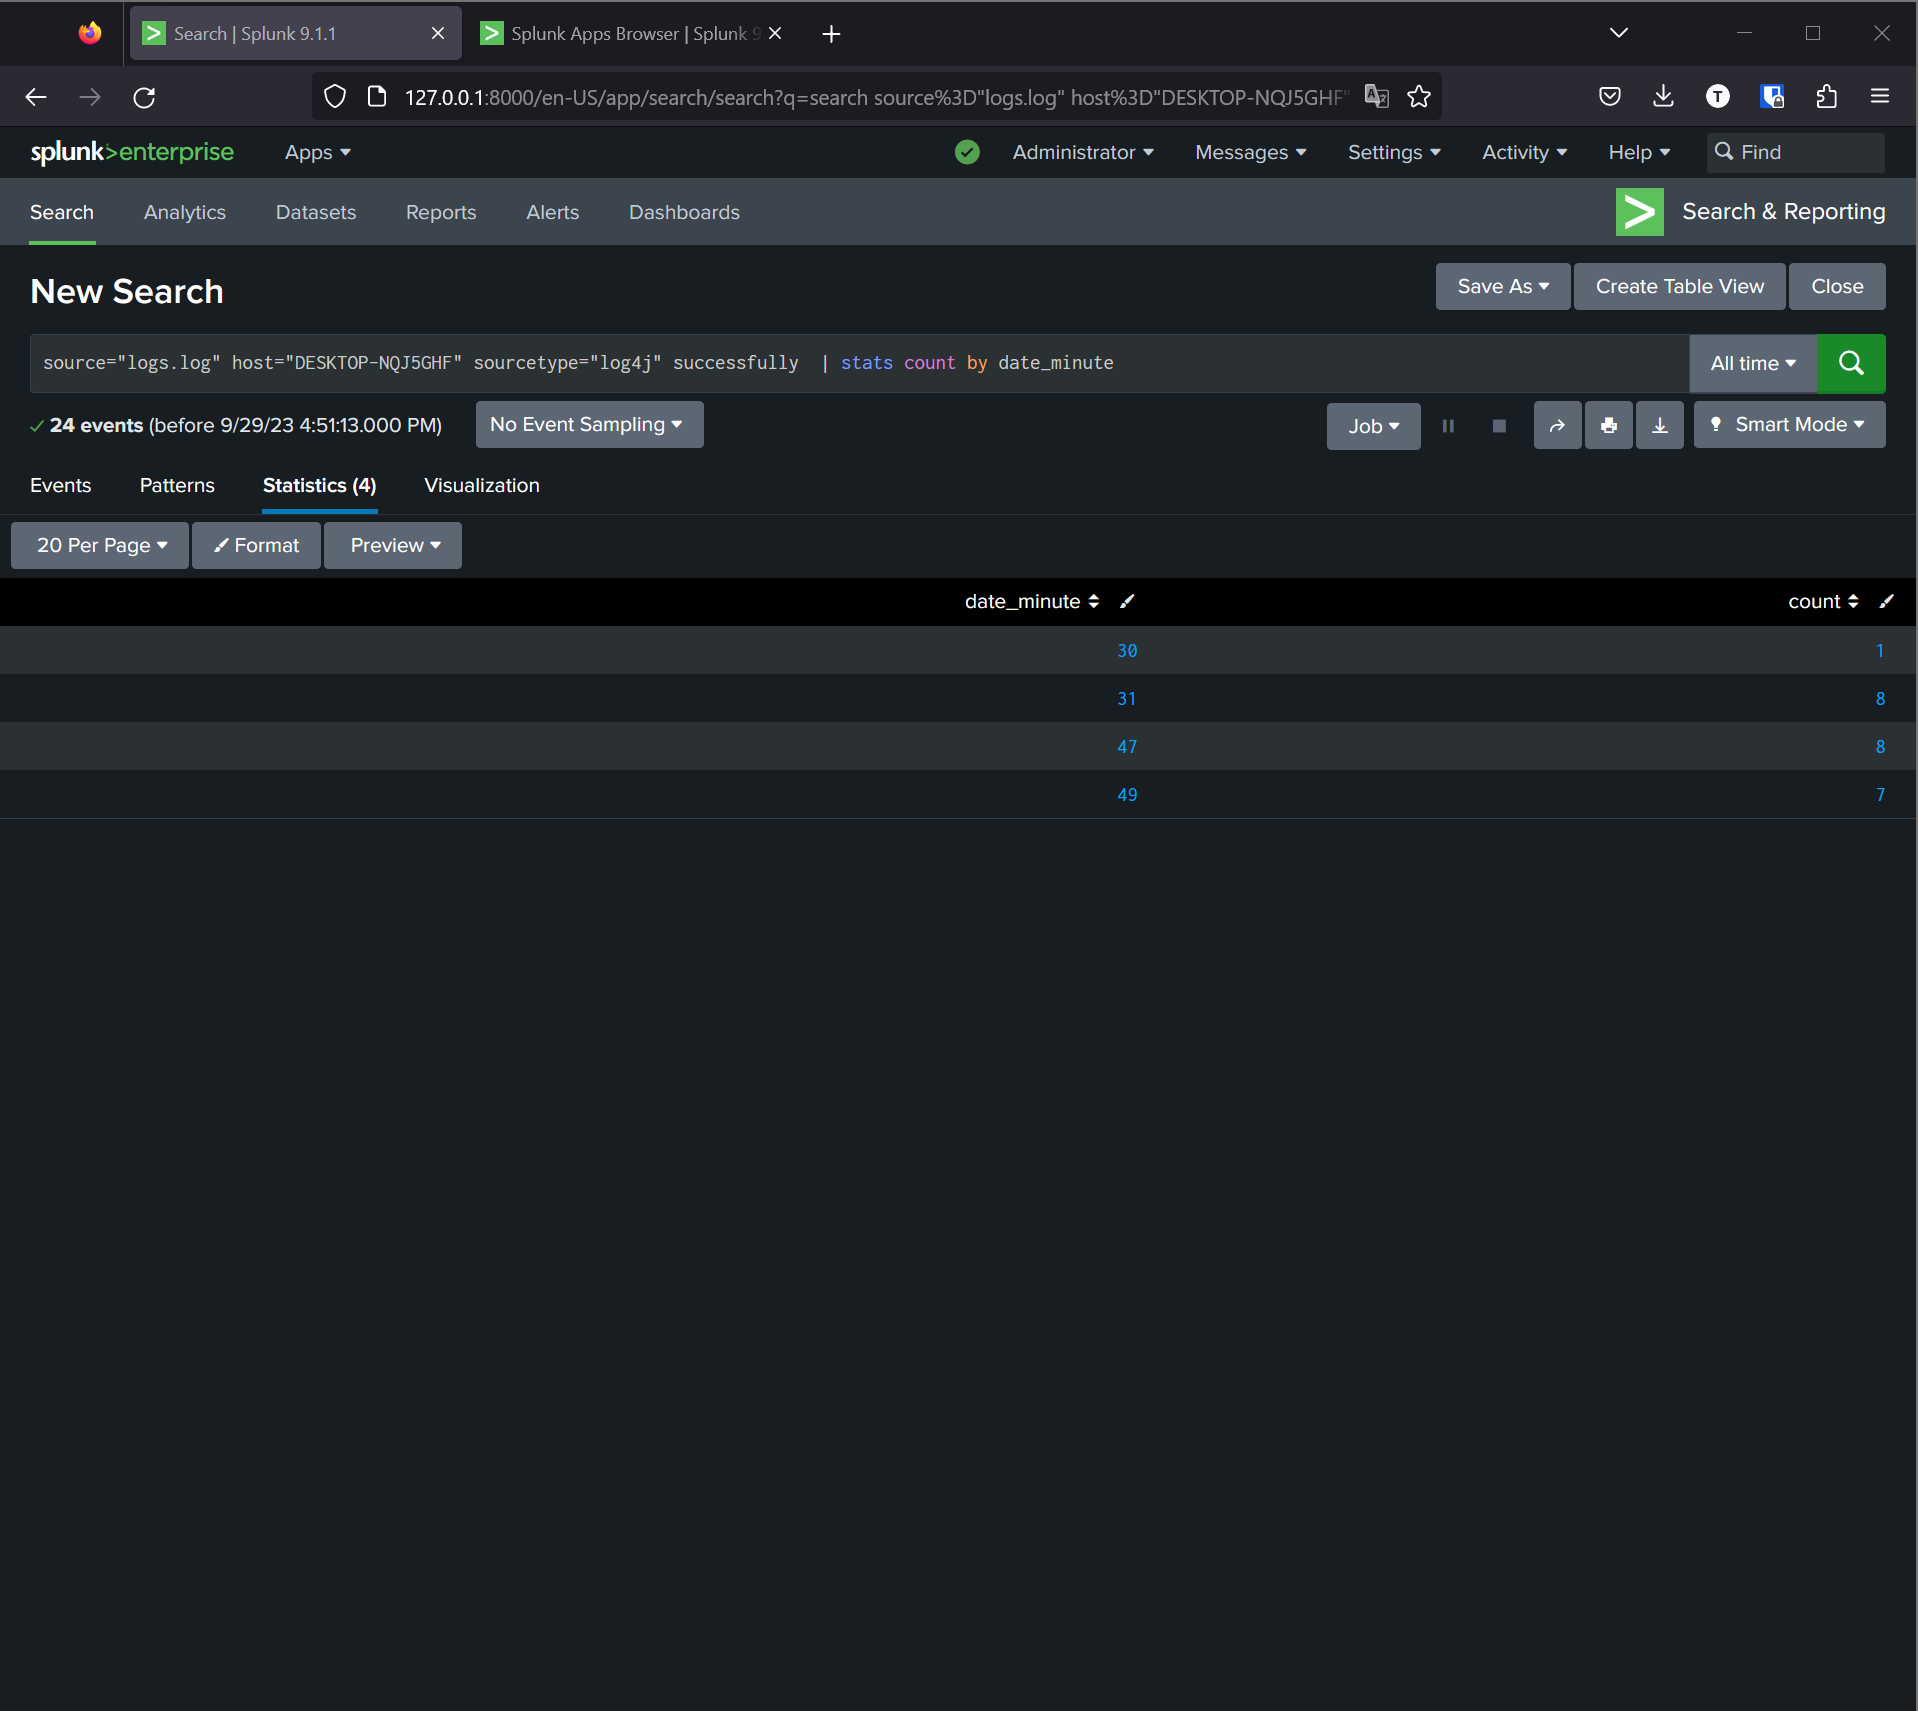 Search | Splunk 9.1.1
Splunk Apps Browser | Splunk 9
127.0.0.1:8000/en-US/app/search/search?q=search source%3D"logs.log" host%3D"DESKTOP-NQJ5GHF"
splunk>enterprise Apps Administrator Messages Settings Activity Help Find
Search Analytics Datasets Reports Alerts Dashboards Search & Reporting
New Search Save As Create Table View Close
source="logs.log" host="DESKTOP-NQJ5GHF" sourcetype="log4j" successfully | stats count by date_minute All time
24 events (before 9/29/23 4:51:13.000 PM) No Event Sampling Job Smart Mode
Events Patterns Statistics (4) Visualization
20 Per Page Format Preview
date_minute count
30 1
31 8
47 8
49 7